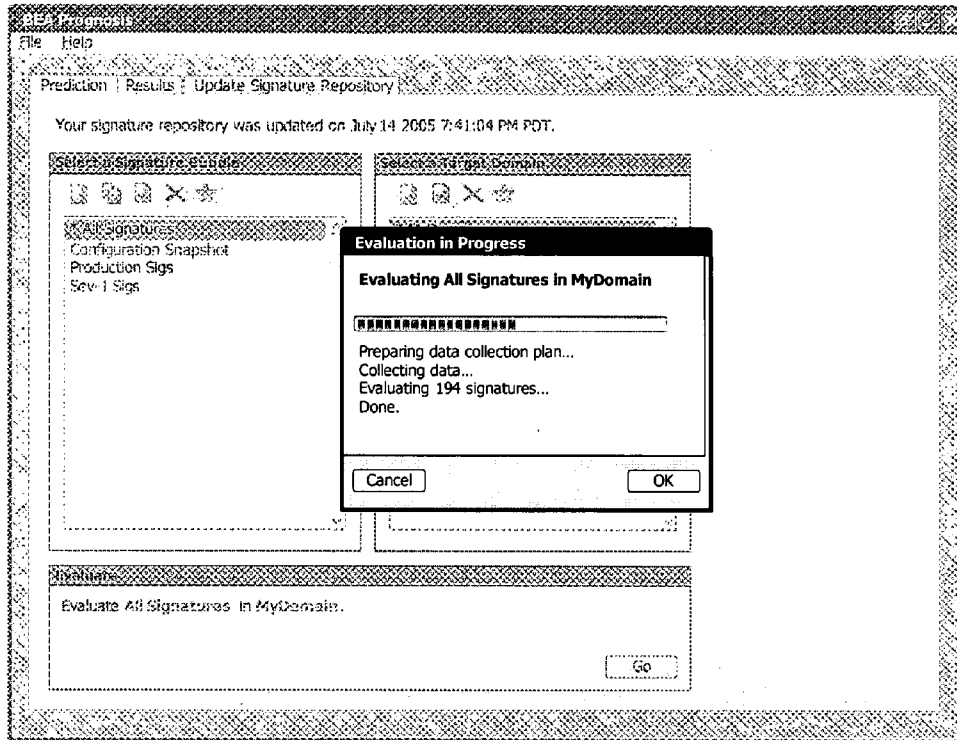 BEA Prognosis
File Help
Prediction Results Update Signature Repository
Your signature repository was updated on July 14 2005 7:41:04 PM PDT.
Select a Signature Bundle
Select a Target Domain
All Signatures
Configuration Snapshot
Production Sigs
Sev-1 Sigs
Evaluation in Progress
Evaluating All Signatures in MyDomain
Preparing data collection plan...
Collecting data...
Evaluating 194 signatures...
Done.
Cancel OK
Evaluate
Evaluate All Signatures in MyDomain.
Go